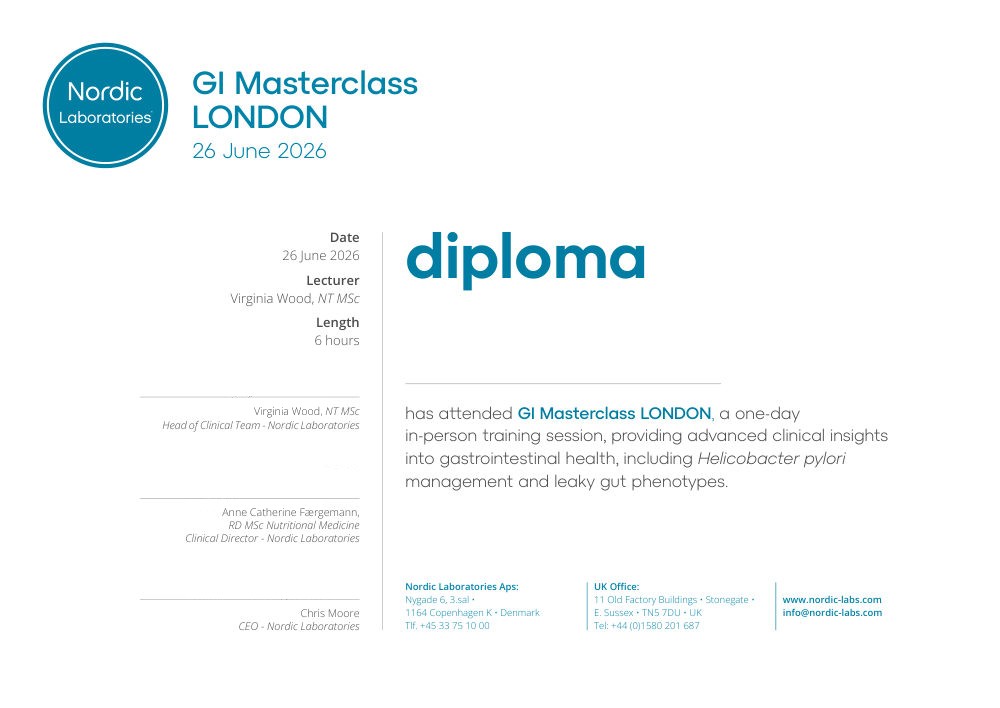 Nordic
Laboratories
GI Masterclass
LONDON
26 June 2026
Date
26 June 2026
Lecturer
Virginia Wood, NT MSc
Length
6 hours
Virginia Wood, NT MSc
Head of Clinical Team - Nordic Laboratories
Anne Catherine Færgemann,
RD MSc Nutritional Medicine
Clinical Director - Nordic Laboratories
Chris Moore
CEO - Nordic Laboratories
diploma
has attended GI Masterclass LONDON, a one-day
in-person training session, providing advanced clinical insights
into gastrointestinal health, including Helicobacter pylori
management and leaky gut phenotypes.
Nordic Laboratories Aps:
Nygade 6, 3.sal •
1164 Copenhagen K • Denmark
Tlf. +45 33 75 10 00
UK Office:
11 Old Factory Buildings • Stonegate •
E. Sussex • TN5 7DU • UK
Tel: +44 (0)1580 201 687
www.nordic-labs.com
info@nordic-labs.com